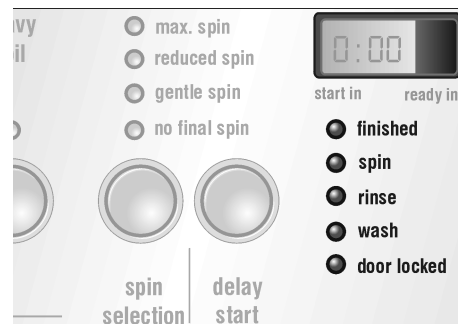 max. spin
reduced spin
gentle spin
no final spin
spin
selection
delay
start
0:00
start in ready in
finished
spin
rinse
wash
door locked